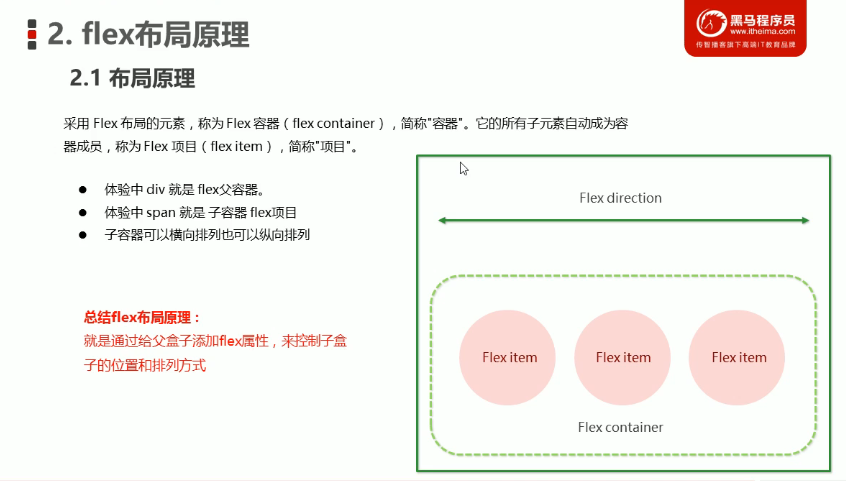 2. flex布局原理
黑马程序员
www.itheima.com
传智播客旗下高端IT教育品牌
2.1 布局原理
采用 Flex 布局的元素，称为 Flex 容器（flex container），简称"容器"。它的所有子元素自动成为容
器成员，称为 Flex 项目（flex item），简称"项目"。
● 体验中 div 就是 flex父容器。
● 体验中 span 就是 子容器 flex项目
● 子容器可以横向排列也可以纵向排列
总结flex布局原理：
就是通过给父盒子添加flex属性，来控制子盒
子的位置和排列方式
Flex direction
Flex item Flex item Flex item
Flex container